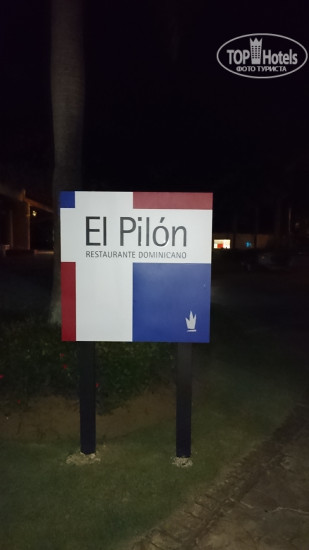 TOP Hotels
ФОТО ТУРИСТА
El Pilón
RESTAURANTE DOMINICANO